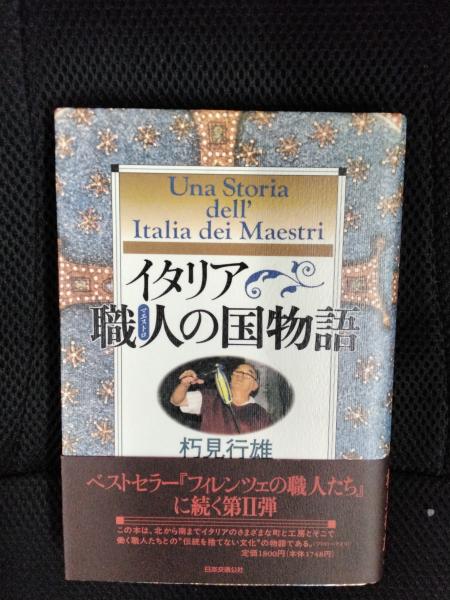 Una Storia
dell'
Italia dei Maestri
イタリア
職人の国物語
マエストロ
朽見行雄
ベストセラー『フィレンツェの職人たち』
に続く第II弾
この本は、北から南までイタリアのさまざまな町と工房とそこで
働く職人たちとの“伝統を捨てない文化”の物語である。
定価1800円(本体1748円)
日本交通公社